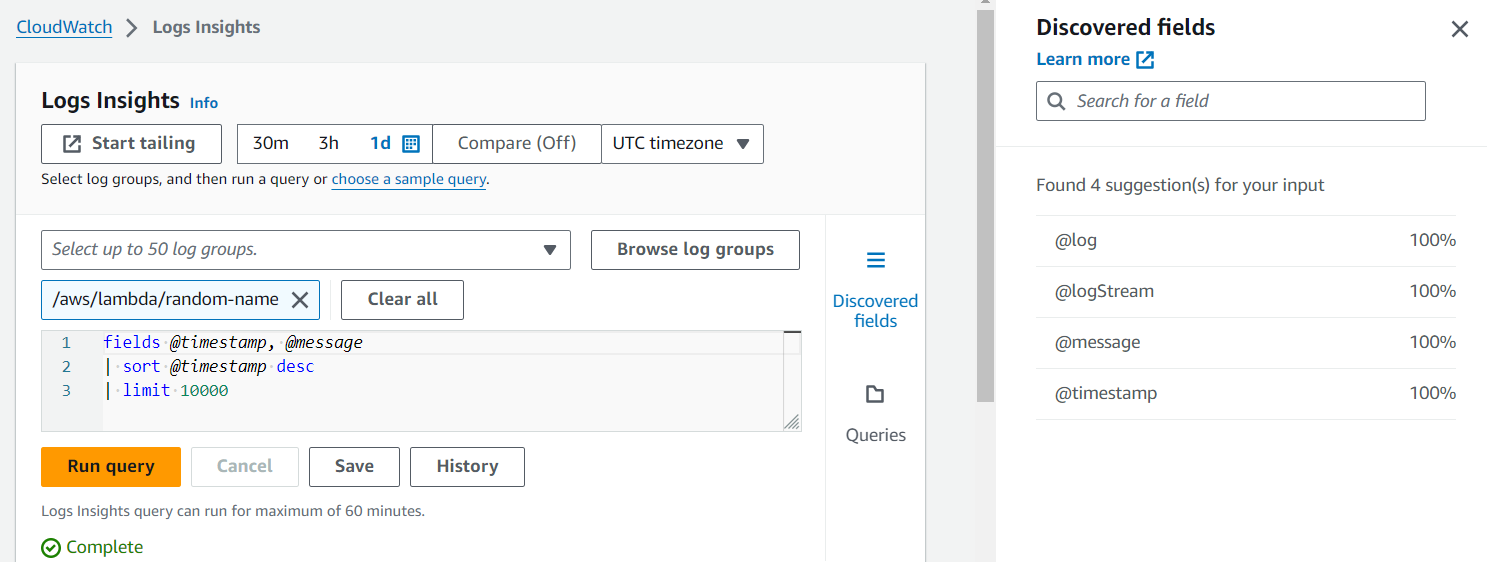 CloudWatch > Logs Insights
Logs Insights Info
Start tailing 30m 3h 1d Compare (Off) UTC timezone
Select log groups, and then run a query or choose a sample query.
Select up to 50 log groups. Browse log groups
/aws/lambda/random-name Clear all
1 fields @timestamp, @message
2 | sort @timestamp desc
3 | limit 10000
Run query Cancel Save History
Logs Insights query can run for maximum of 60 minutes.
Complete
Discovered
fields
Queries
Discovered fields
Learn more
Search for a field
Found 4 suggestion(s) for your input
@log 100%
@logStream 100%
@message 100%
@timestamp 100%